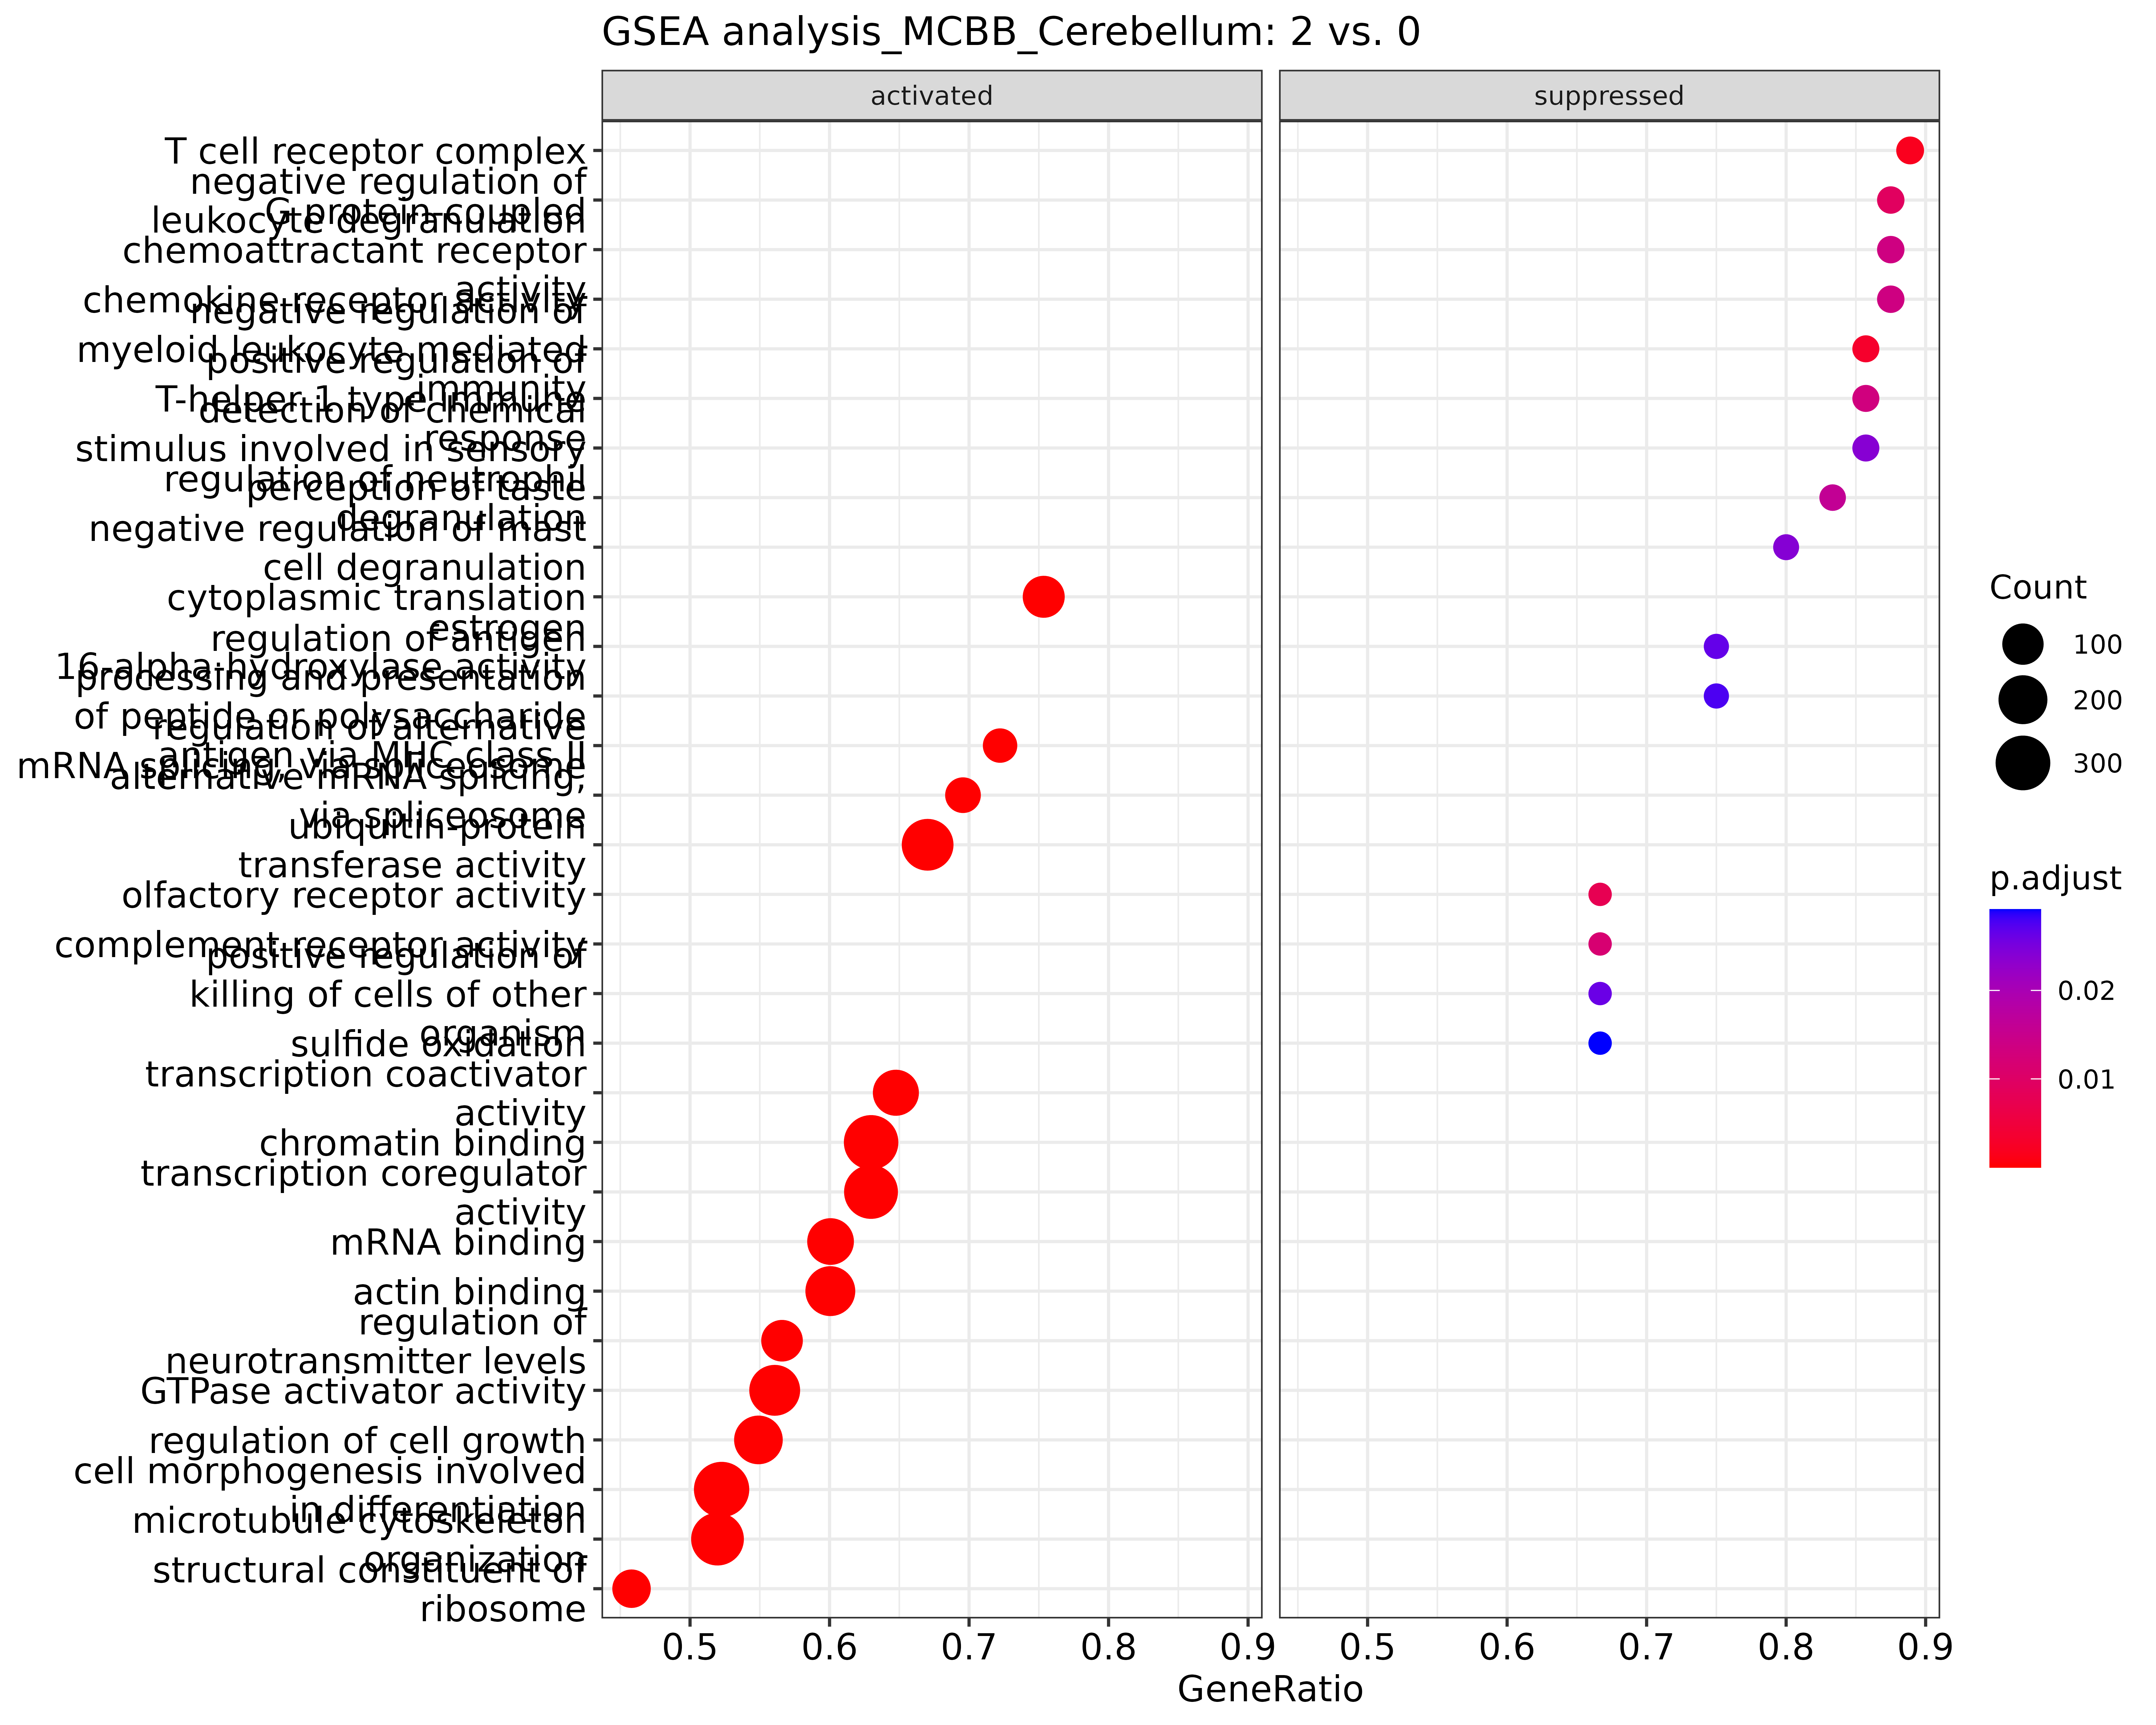 GSEA analysis_MCBB_Cerebellum: 2 vs. 0
activated
suppressed
T cell receptor complex
negative regulation of
leukocyte degranulation
G protein-coupled
chemoattractant receptor
activity
chemokine receptor activity
negative regulation of
myeloid leukocyte mediated
immunity
positive regulation of
T-helper 1 type immune
response
detection of chemical
stimulus involved in sensory
perception of taste
regulation of neutrophil
degranulation
negative regulation of mast
cell degranulation
cytoplasmic translation
estrogen
16-alpha-hydroxylase activity
regulation of antigen
processing and presentation
of peptide or polysaccharide
antigen via MHC class II
regulation of alternative
mRNA splicing, via spliceosome
alternative mRNA splicing,
via spliceosome
ubiquitin-protein
transferase activity
olfactory receptor activity
complement receptor activity
positive regulation of
killing of cells of other
organism
sulfide oxidation
transcription coactivator
activity
chromatin binding
transcription coregulator
activity
mRNA binding
actin binding
regulation of
neurotransmitter levels
GTPase activator activity
regulation of cell growth
cell morphogenesis involved
in differentiation
microtubule cytoskeleton
organization
structural constituent of
ribosome
0.5 0.6 0.7 0.8 0.9
0.5 0.6 0.7 0.8 0.9
GeneRatio
Count
100
200
300
p.adjust
0.02
0.01